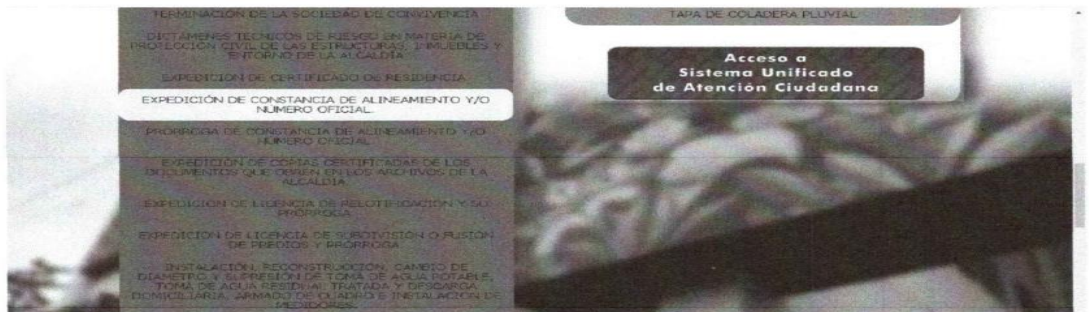 TERMINACIÓN DE LA SOCIEDAD DE CONVIVENCIA
DICTÁMENES TÉCNICOS DE RIESGO EN MATERIA DE
PROTECCIÓN CIVIL DE LAS ESTRUCTURAS, INMUEBLES Y
ENTORNO DE LA ALCALDÍA
EXPEDICIÓN DE CERTIFICADO DE RESIDENCIA
EXPEDICIÓN DE CONSTANCIA DE ALINEAMIENTO Y/O
NÚMERO OFICIAL.
PRÓRROGA DE CONSTANCIA DE ALINEAMIENTO Y/O
NÚMERO OFICIAL
EXPEDICIÓN DE COPIAS CERTIFICADAS DE LOS
DOCUMENTOS QUE OBREN EN LOS ARCHIVOS DE LA
ALCALDÍA
EXPEDICIÓN DE LICENCIA DE RELOTIFICACIÓN Y SU
PRÓRROGA
EXPEDICIÓN DE LICENCIA DE SUBDIVISIÓN O FUSIÓN
DE PREDIOS Y PRÓRROGA
INSTALACIÓN, RECONSTRUCCIÓN, CAMBIO DE
DIÁMETRO Y SUPRESIÓN DE TOMA DE AGUA POTABLE,
TOMA DE AGUA RESIDUAL TRATADA Y DESCARGA
DOMICILIARIA, ARMADO DE CUADRO E INSTALACIÓN DE
MEDIDORES.
TAPA DE COLADERA PLUVIAL
Acceso a
Sistema Unificado
de Atención Ciudadana